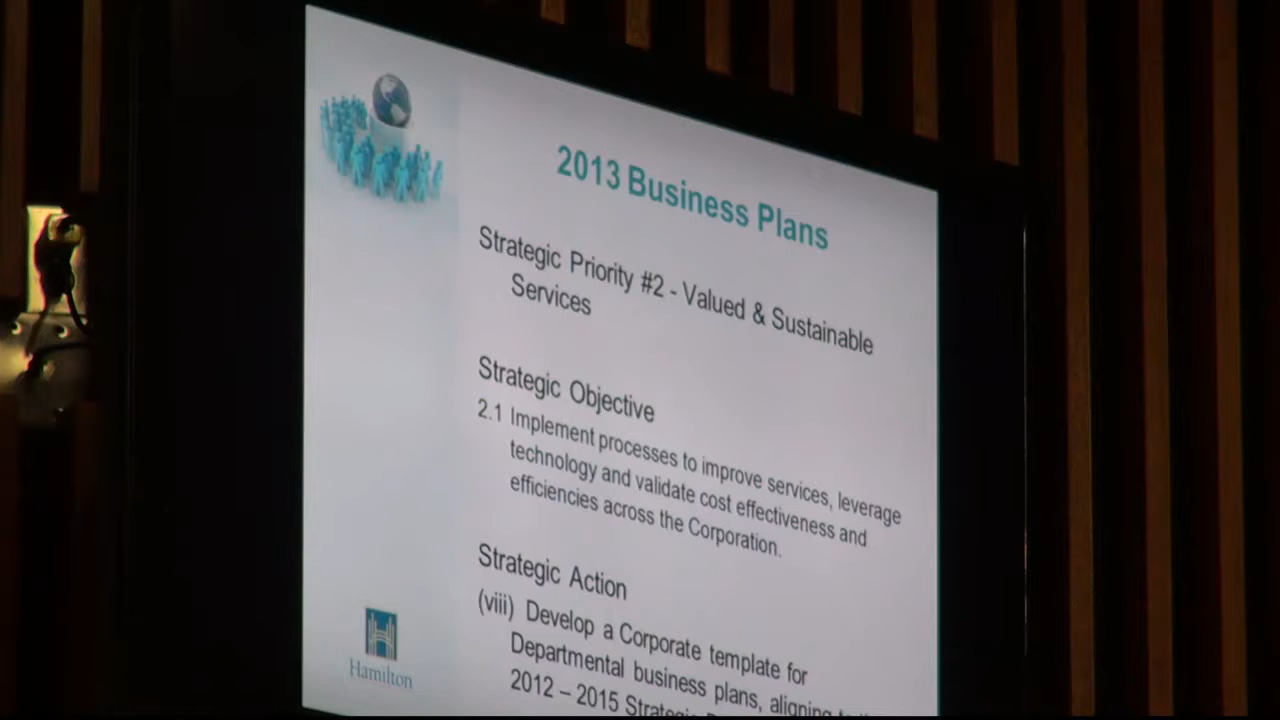 2013 Business Plans
Strategic Priority #2 - Valued & Sustainable
Services
Strategic Objective
2.1 Implement processes to improve services, leverage
technology and validate cost effectiveness and
efficiencies across the Corporation.
Strategic Action
(viii) Develop a Corporate template for
Departmental business plans, aligning
2012 – 2015 Strategic
Hamilton